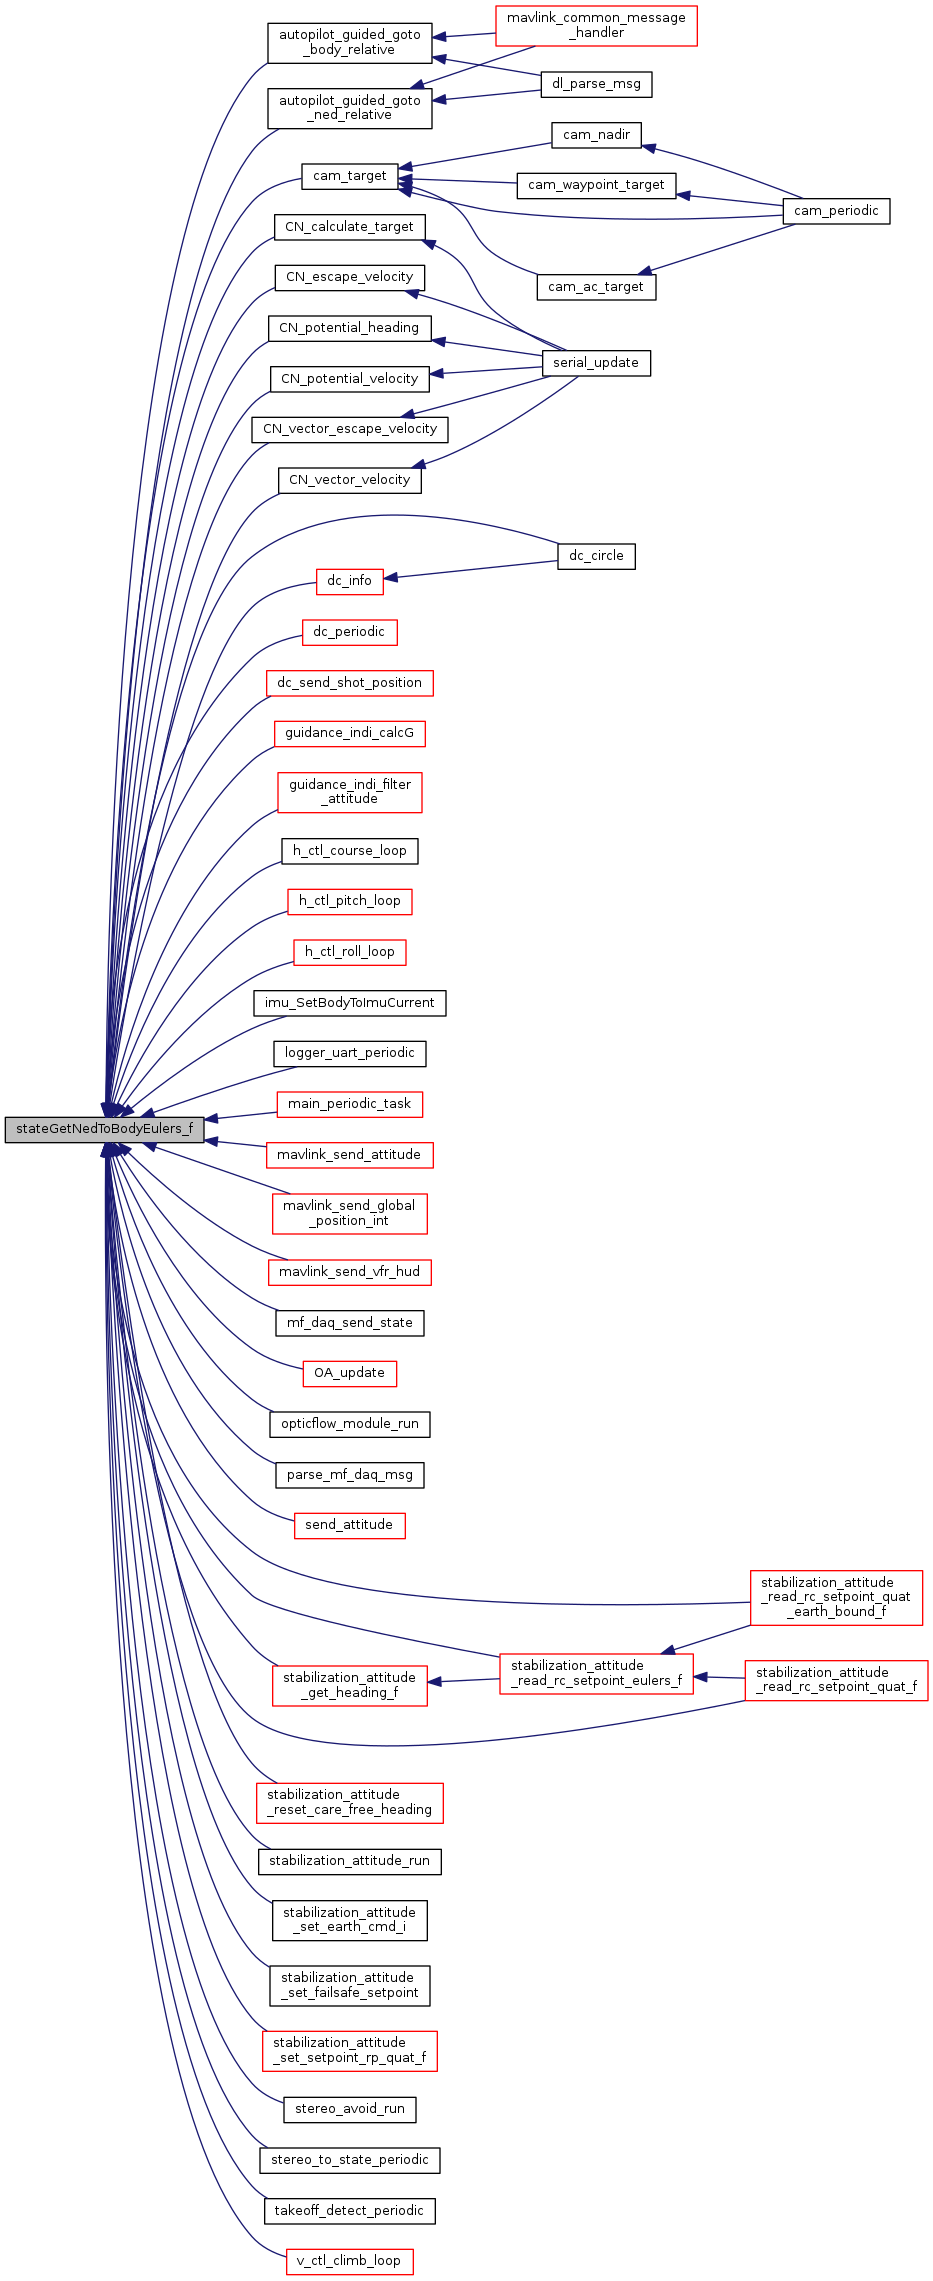 autopilot_guided_goto
_body_relative
mavlink_common_message
_handler
dl_parse_msg
autopilot_guided_goto
_ned_relative
cam_nadir
cam_target
cam_waypoint_target
cam_periodic
CN_calculate_target
cam_ac_target
CN_escape_velocity
CN_potential_heading
serial_update
CN_potential_velocity
CN_vector_escape_velocity
CN_vector_velocity
dc_circle
dc_info
dc_periodic
dc_send_shot_position
guidance_indi_calcG
guidance_indi_filter
_attitude
h_ctl_course_loop
h_ctl_pitch_loop
h_ctl_roll_loop
imu_SetBodyToImuCurrent
logger_uart_periodic
main_periodic_task
stateGetNedToBodyEulers_f
mavlink_send_attitude
mavlink_send_global
_position_int
mavlink_send_vfr_hud
mf_daq_send_state
OA_update
opticflow_module_run
parse_mf_daq_msg
send_attitude
stabilization_attitude
_read_rc_setpoint_quat
_earth_bound_f
stabilization_attitude
_read_rc_setpoint_eulers_f
stabilization_attitude
_read_rc_setpoint_quat_f
stabilization_attitude
_get_heading_f
stabilization_attitude
_reset_care_free_heading
stabilization_attitude_run
stabilization_attitude
_set_earth_cmd_i
stabilization_attitude
_set_failsafe_setpoint
stabilization_attitude
_set_setpoint_rp_quat_f
stereo_avoid_run
stereo_to_state_periodic
takeoff_detect_periodic
v_ctl_climb_loop